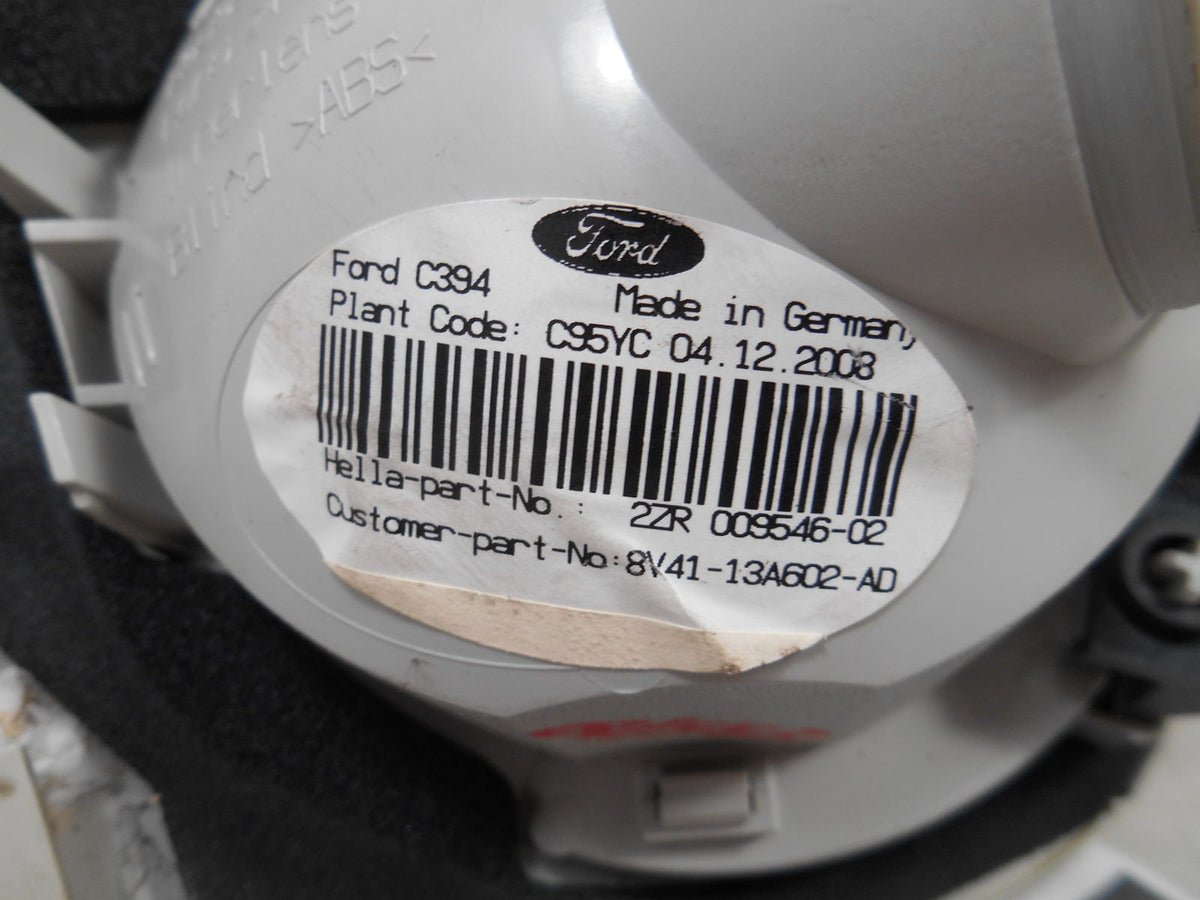 Blind >ABS<
Ford
Ford C394
Made in Germany
Plant Code: C95YC 04.12.2008
Hella-part-No.: 2ZR 009546-02
Customer-part-No:8V41-13A602-AD